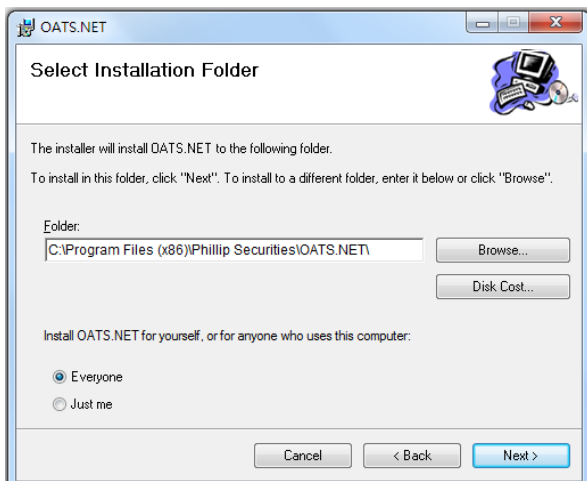 OATS.NET
Select Installation Folder
The installer will install OATS.NET to the following folder.
To install in this folder, click "Next". To install to a different folder, enter it below or click "Browse".
Folder:
C:\Program Files (x86)\Phillip Securities\OATS.NET\
Browse...
Disk Cost...
Install OATS.NET for yourself, or for anyone who uses this computer:
Everyone
Just me
Cancel
< Back
Next >